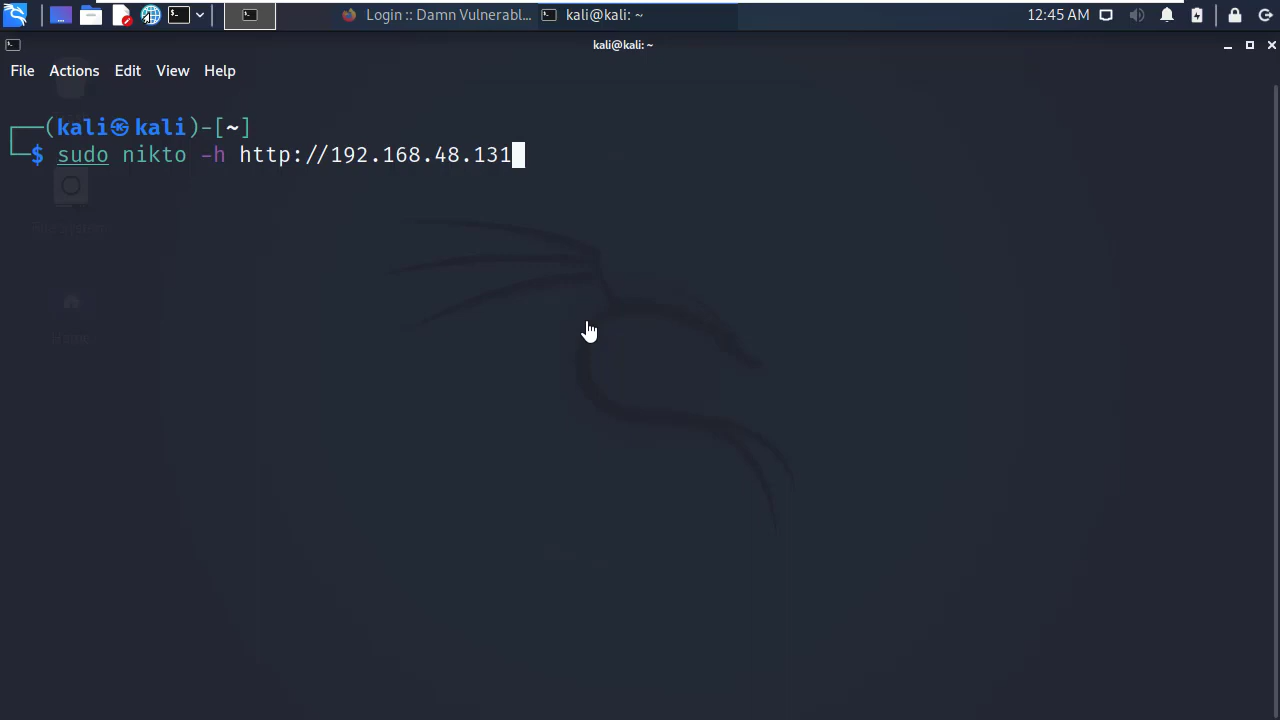 Login :: Damn Vulnerabl...
kali@kali: ~
12:45 AM
kali@kali: ~
File Actions Edit View Help
(kali㉿kali)-[~]
$ sudo nikto -h http://192.168.48.131
Home